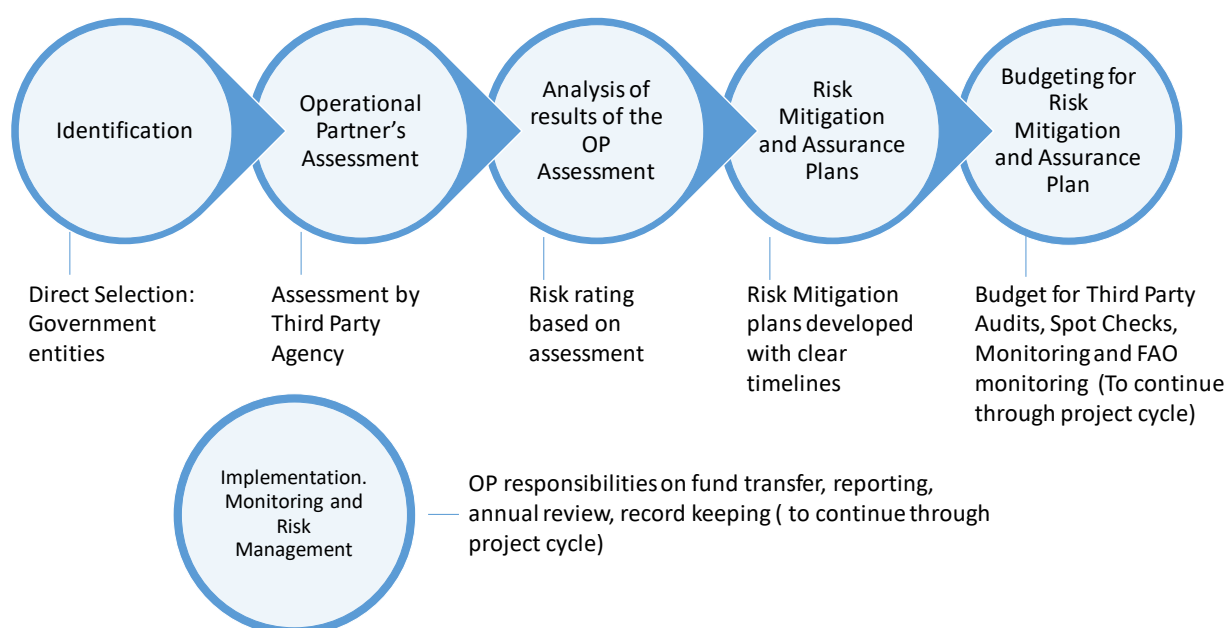 Identification
Operational
Partner's
Assessment
Analysis of
results of the
OP
Assessment
Risk
Mitigation
and Assurance
Plans
Budgeting for
Risk
Mitigation
and Assurance
Plan
Direct Selection:
Government
entities
Assessment by
Third Party
Agency
Risk rating
based on
assessment
Risk Mitigation
plans developed
with clear
timelines
Budget for Third Party
Audits, Spot Checks,
Monitoring and FAO
monitoring (To continue
through project cycle)
Implementation.
Monitoring and
Risk
Management
OP responsibilities on fund transfer, reporting,
annual review, record keeping ( to continue through
project cycle)